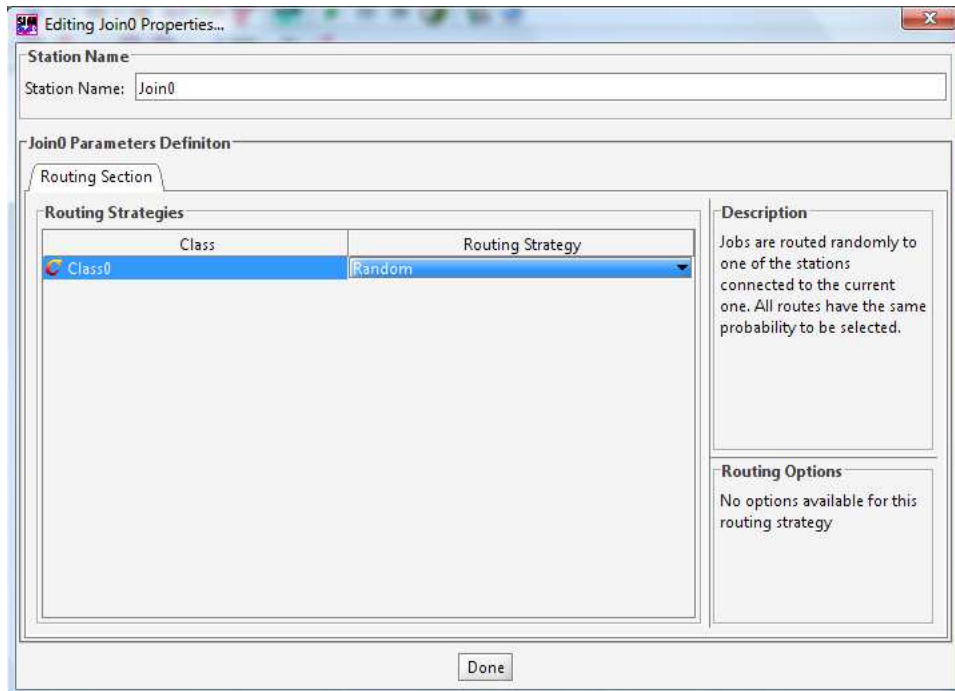 Editing Join0 Properties...
Station Name
Station Name: Join0
Join0 Parameters Definiton
Routing Section
Routing Strategies
Class Routing Strategy
Class0 Random
Description
Jobs are routed randomly to
one of the stations
connected to the current
one. All routes have the same
probability to be selected.
Routing Options
No options available for this
routing strategy
Done